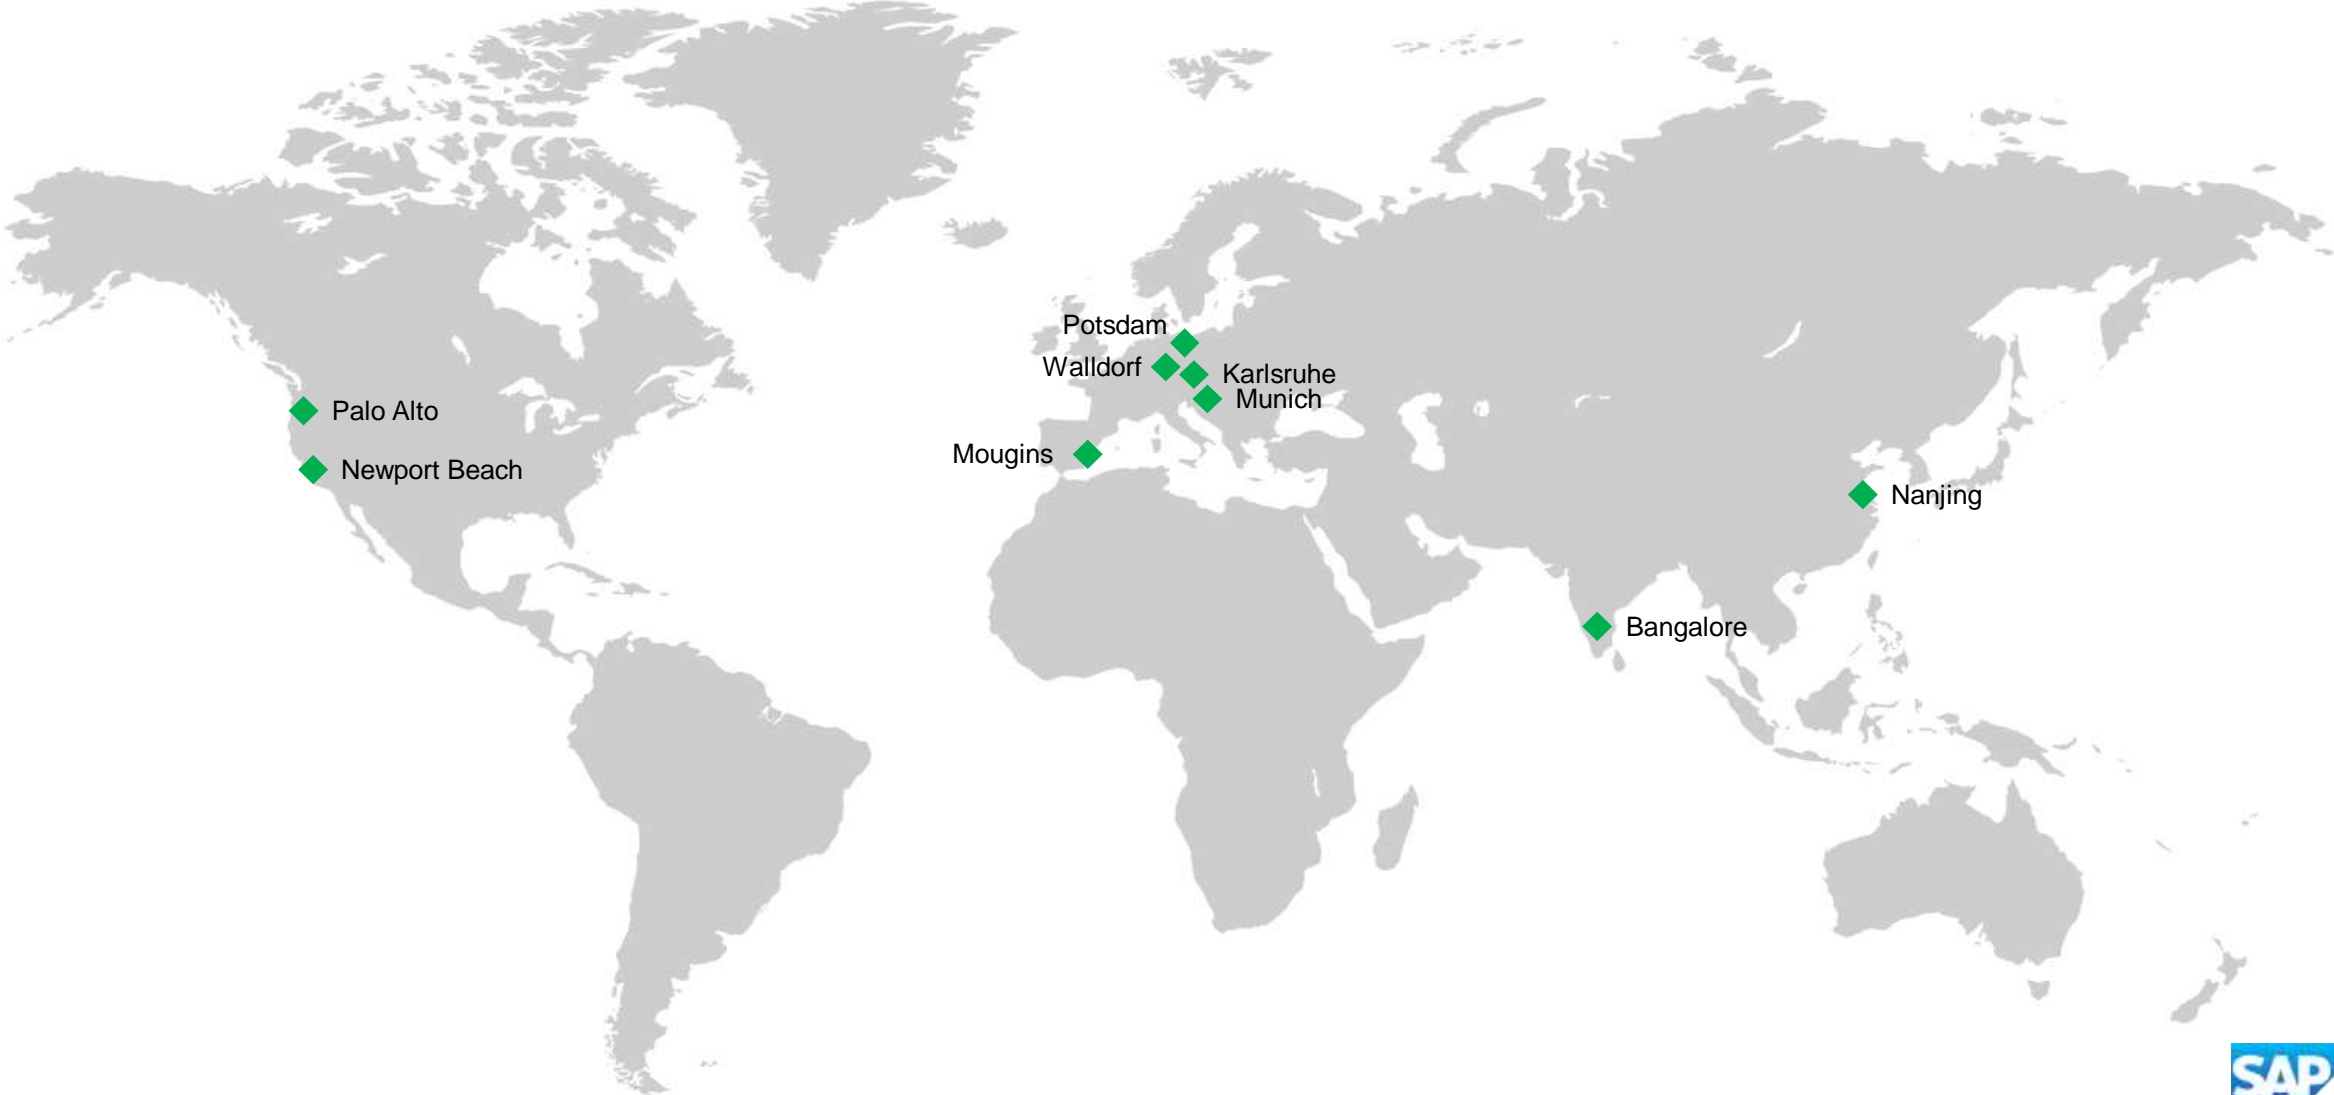 Potsdam
Walldorf
Karlsruhe
Munich
Palo Alto
Mougins
Newport Beach
Nanjing
Bangalore
SAP